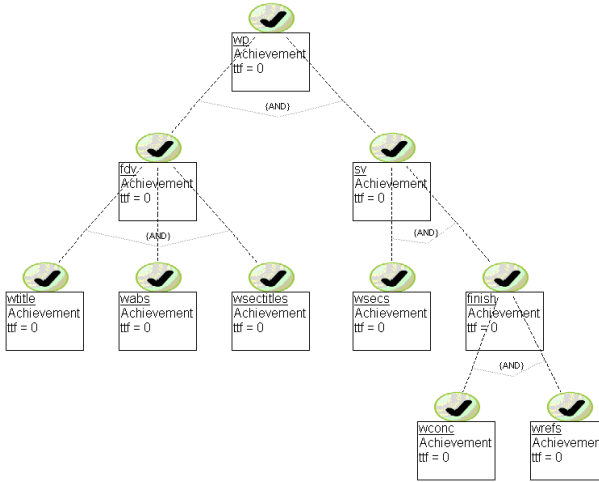 wp
Achievement
ttf = 0
{AND}
fdv
Achievement
ttf = 0
sv
Achievement
ttf = 0
{AND}
{AND}
wtitle
Achievement
ttf = 0
wabs
Achievement
ttf = 0
wsectitles
Achievement
ttf = 0
wsecs
Achievement
ttf = 0
finish
Achievement
ttf = 0
{AND}
wconc
Achievement
ttf = 0
wrefs
Achievement
ttf = 0